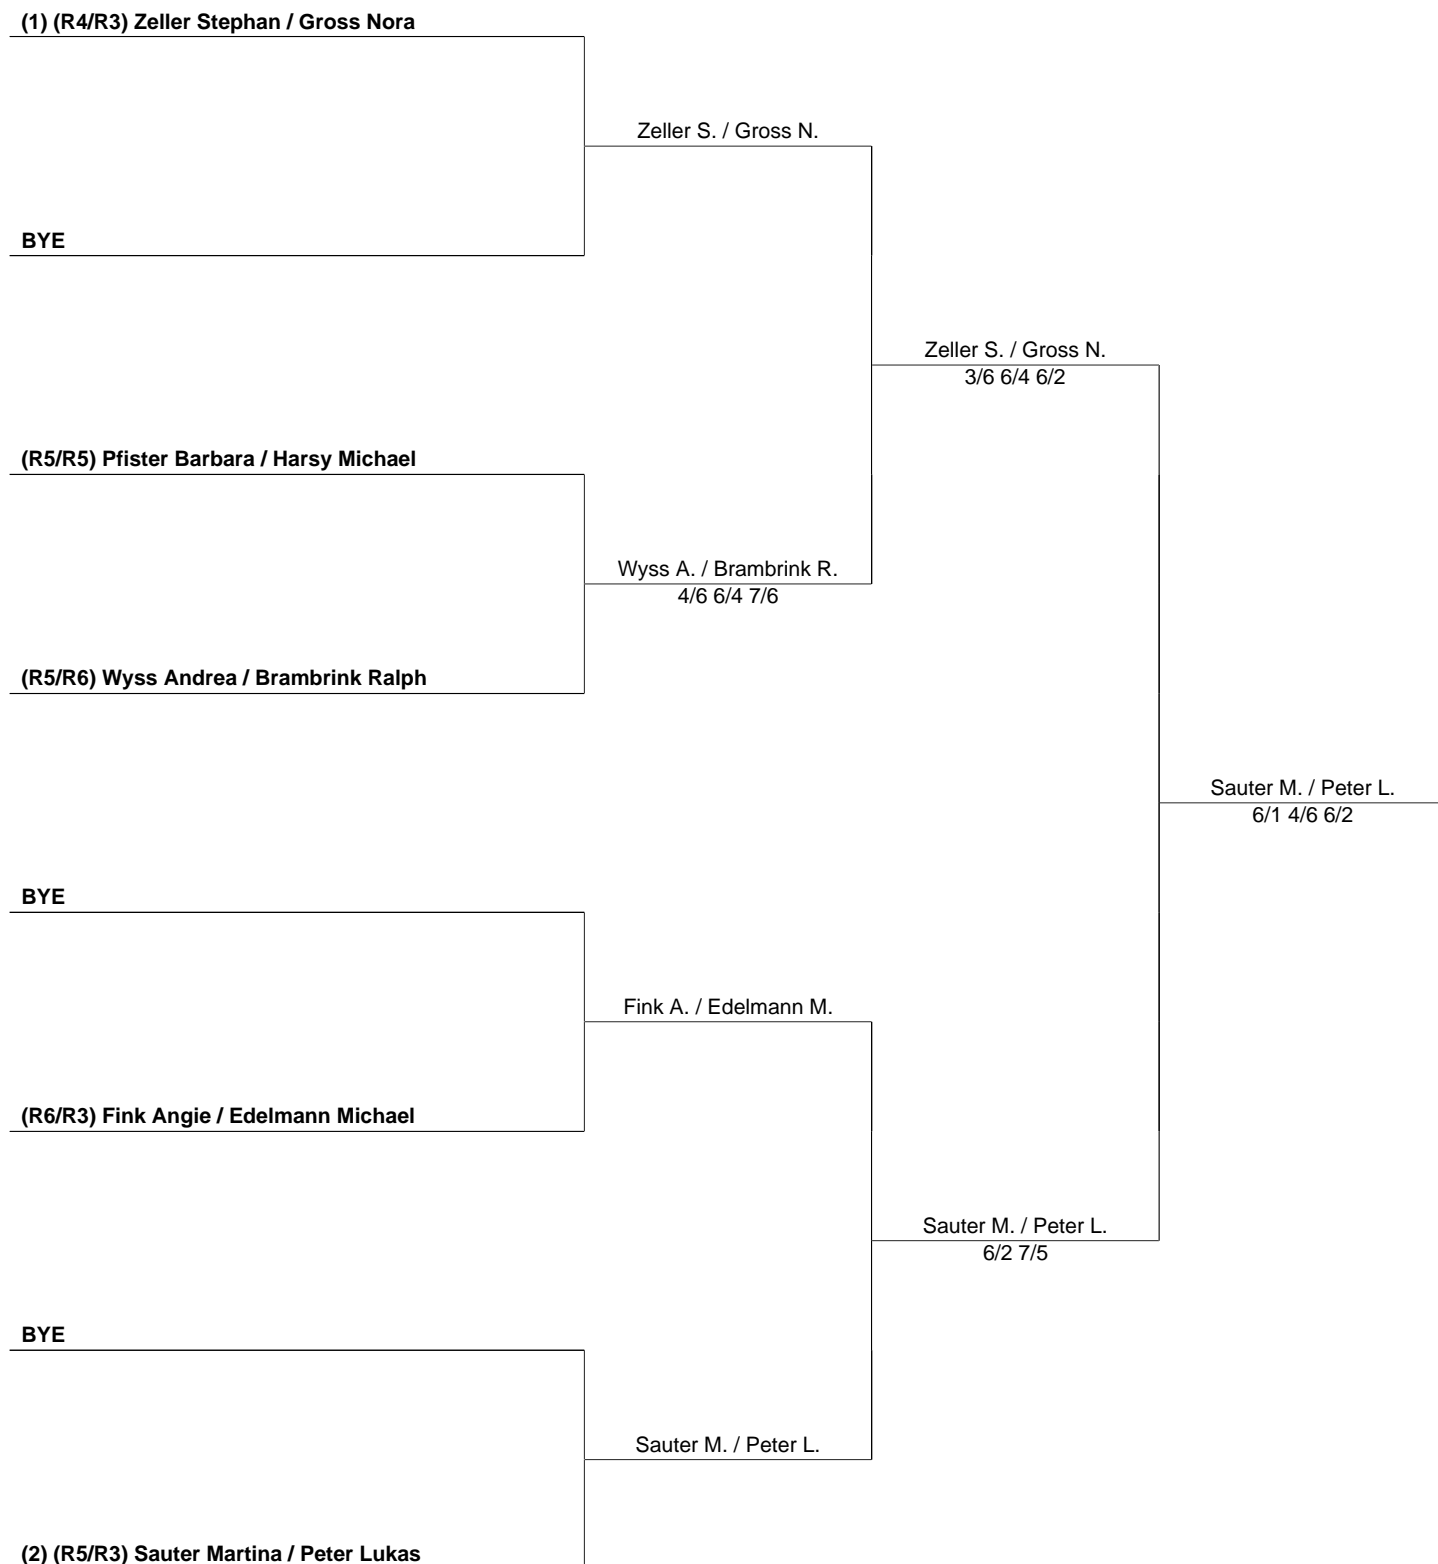 (1) (R4/R3) Zeller Stephan / Gross Nora
Zeller S. / Gross N.
BYE
Zeller S. / Gross N.
3/6 6/4 6/2
(R5/R5) Pfister Barbara / Harsy Michael
Wyss A. / Brambrink R.
4/6 6/4 7/6
(R5/R6) Wyss Andrea / Brambrink Ralph
Sauter M. / Peter L.
6/1 4/6 6/2
BYE
Fink A. / Edelmann M.
(R6/R3) Fink Angie / Edelmann Michael
Sauter M. / Peter L.
6/2 7/5
BYE
Sauter M. / Peter L.
(2) (R5/R3) Sauter Martina / Peter Lukas